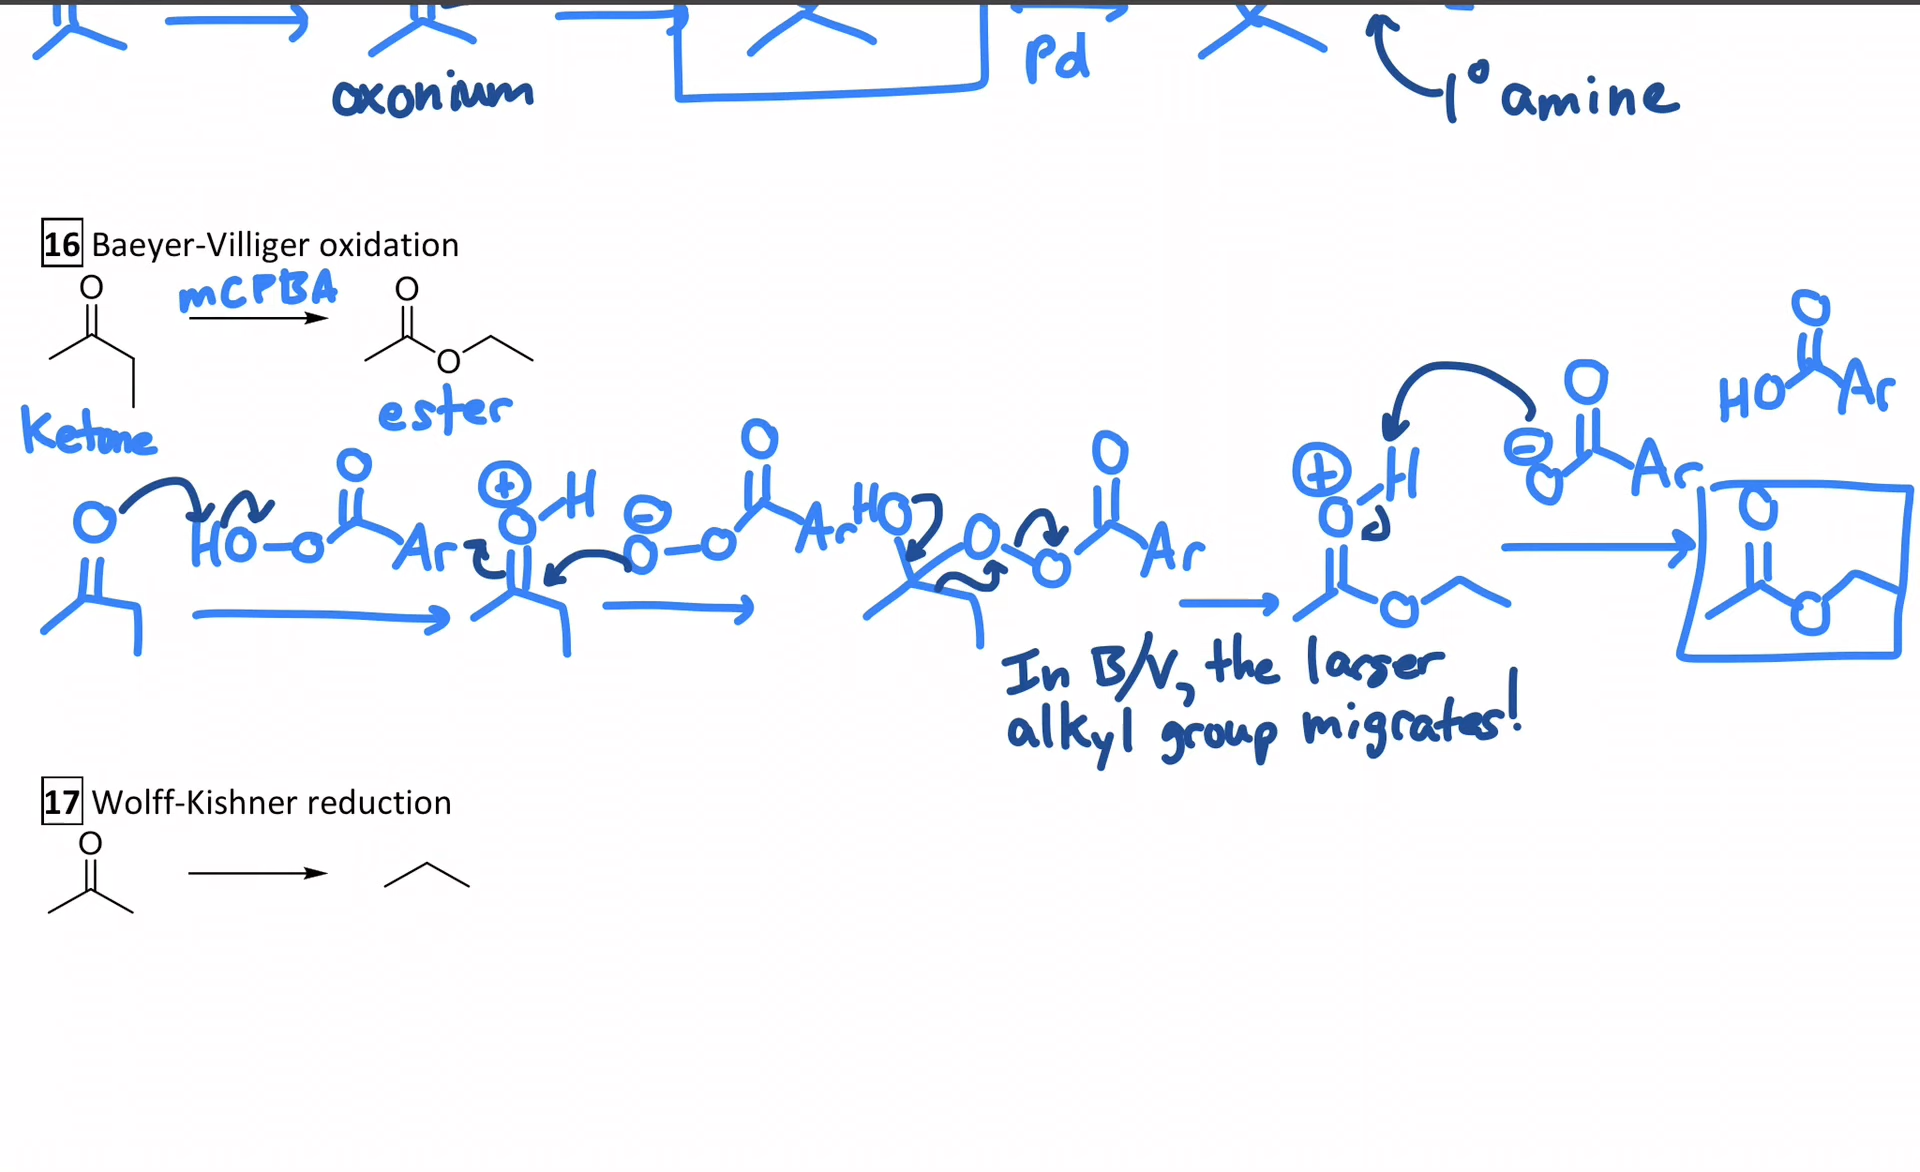 Pd
oxonium
1° amine
16 Baeyer-Villiger oxidation
O
mCPBA
O
O
Ketone
ester
O
HO
Ar
O HO-O Ar
⊕
O-H
⊖
O-O
O
Ar
HO
O
O
O
Ar
⊕
H
O
O
⊖
O
O
Ar
O
O
In B/V, the larger
alkyl group migrates!
17 Wolff-Kishner reduction
O